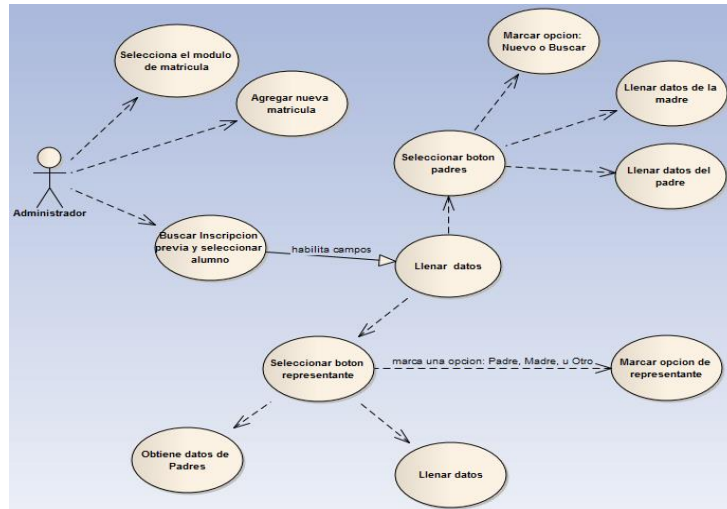 Selecciona el modulo
de matricula
Marcar opcion:
Nuevo o Buscar
Agregar nueva
matricula
Llenar datos de la
madre
Seleccionar boton
padres
Llenar datos del
padre
Administrador
Buscar Inscripcion
previa y seleccionar
alumno
habilita campos
Llenar datos
Seleccionar boton
representante
marca una opcion: Padre, Madre, u Otro
Marcar opcion de
representante
Obtiene datos de
Padres
Llenar datos